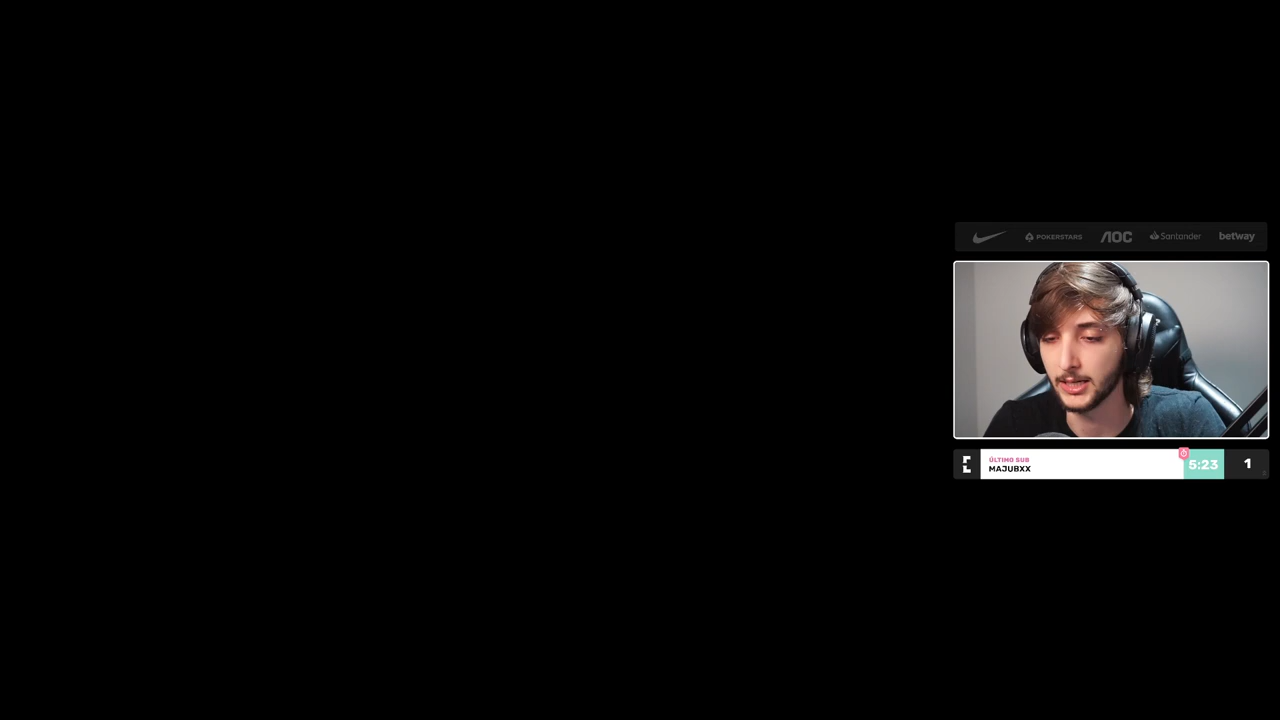 POKERSTARS
AOC
Santander
betway
ÚLTIMO SUB
MAJUBXX
5:23
1